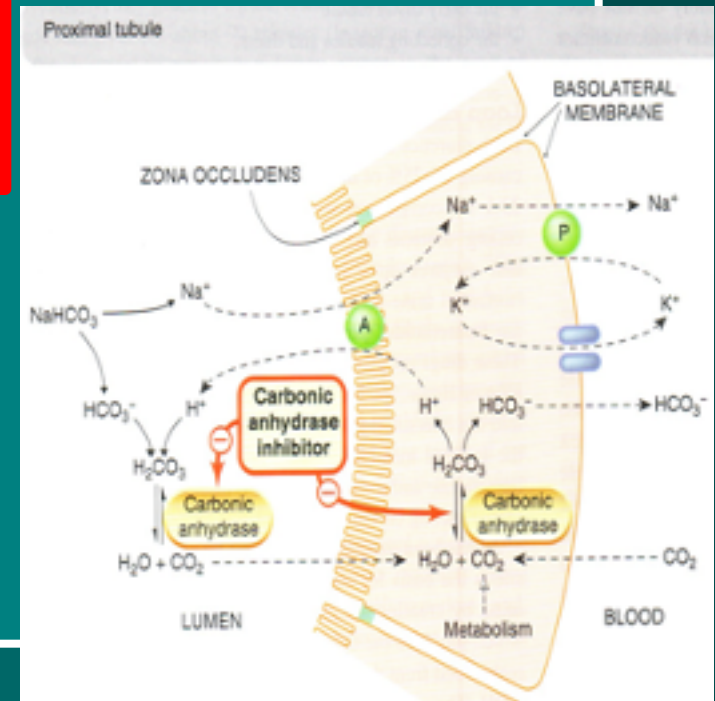 Proximal tubule
BASOLATERAL
MEMBRANE
ZONA OCCLUDENS
Na⁺
Na⁺
P
Na⁺
NaHCO₃
K⁺
K⁺
A
HCO₃⁻
H⁺
Carbonic
anhydrase
inhibitor
H⁺
HCO₃⁻
HCO₃⁻
H₂CO₃
H₂CO₃
Carbonic
anhydrase
Carbonic
anhydrase
H₂O + CO₂
H₂O + CO₂
CO₂
LUMEN
Metabolism
BLOOD